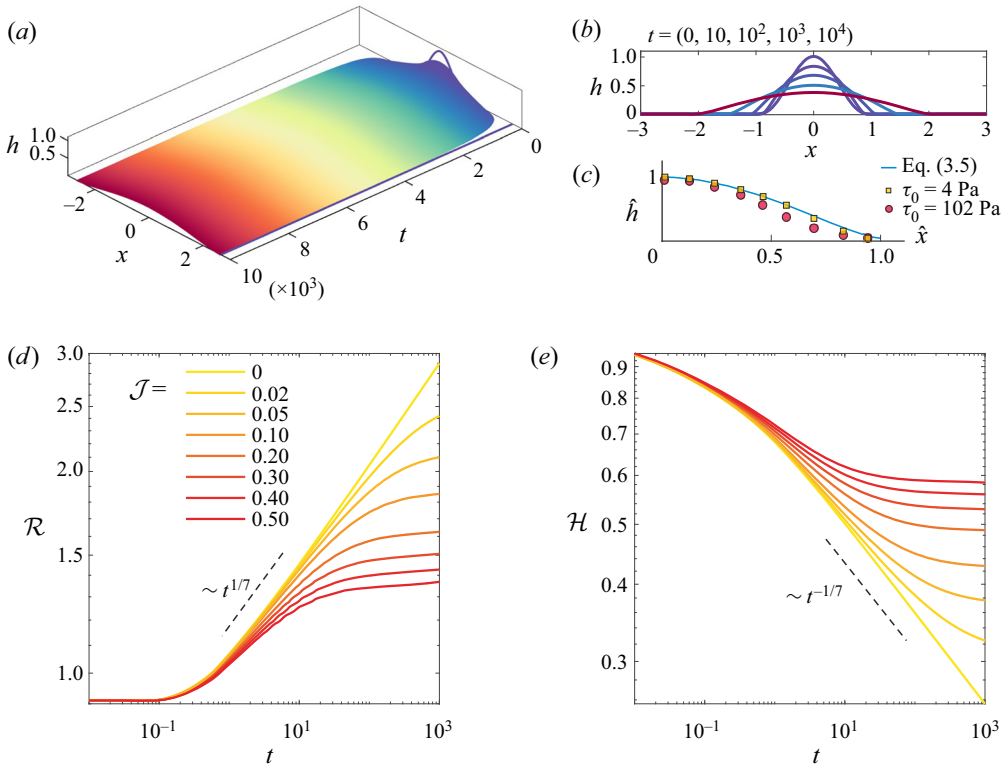 (a)
h
1.0
0.5
−2
0
2
x
10
8
6
4
2
0
t
(×10³)
(b)
t = (0, 10, 10², 10³, 10⁴)
h
1.0
0.5
0
−3 −2 −1 0 1 2 3
x
(c)
1
ĥ
0 0.5 1.0
x̂
Eq. (3.5)
τ₀ = 4 Pa
τ₀ = 102 Pa
(d)
3.0
2.5
2.0
1.5
1.0
ℛ
𝒥 =
0
0.02
0.05
0.10
0.20
0.30
0.40
0.50
~ t^{1/7}
10⁻¹ 10¹ 10³
t
(e)
0.9
0.8
0.7
0.6
0.5
0.4
0.3
ℋ
~ t^{−1/7}
10⁻¹ 10¹ 10³
t